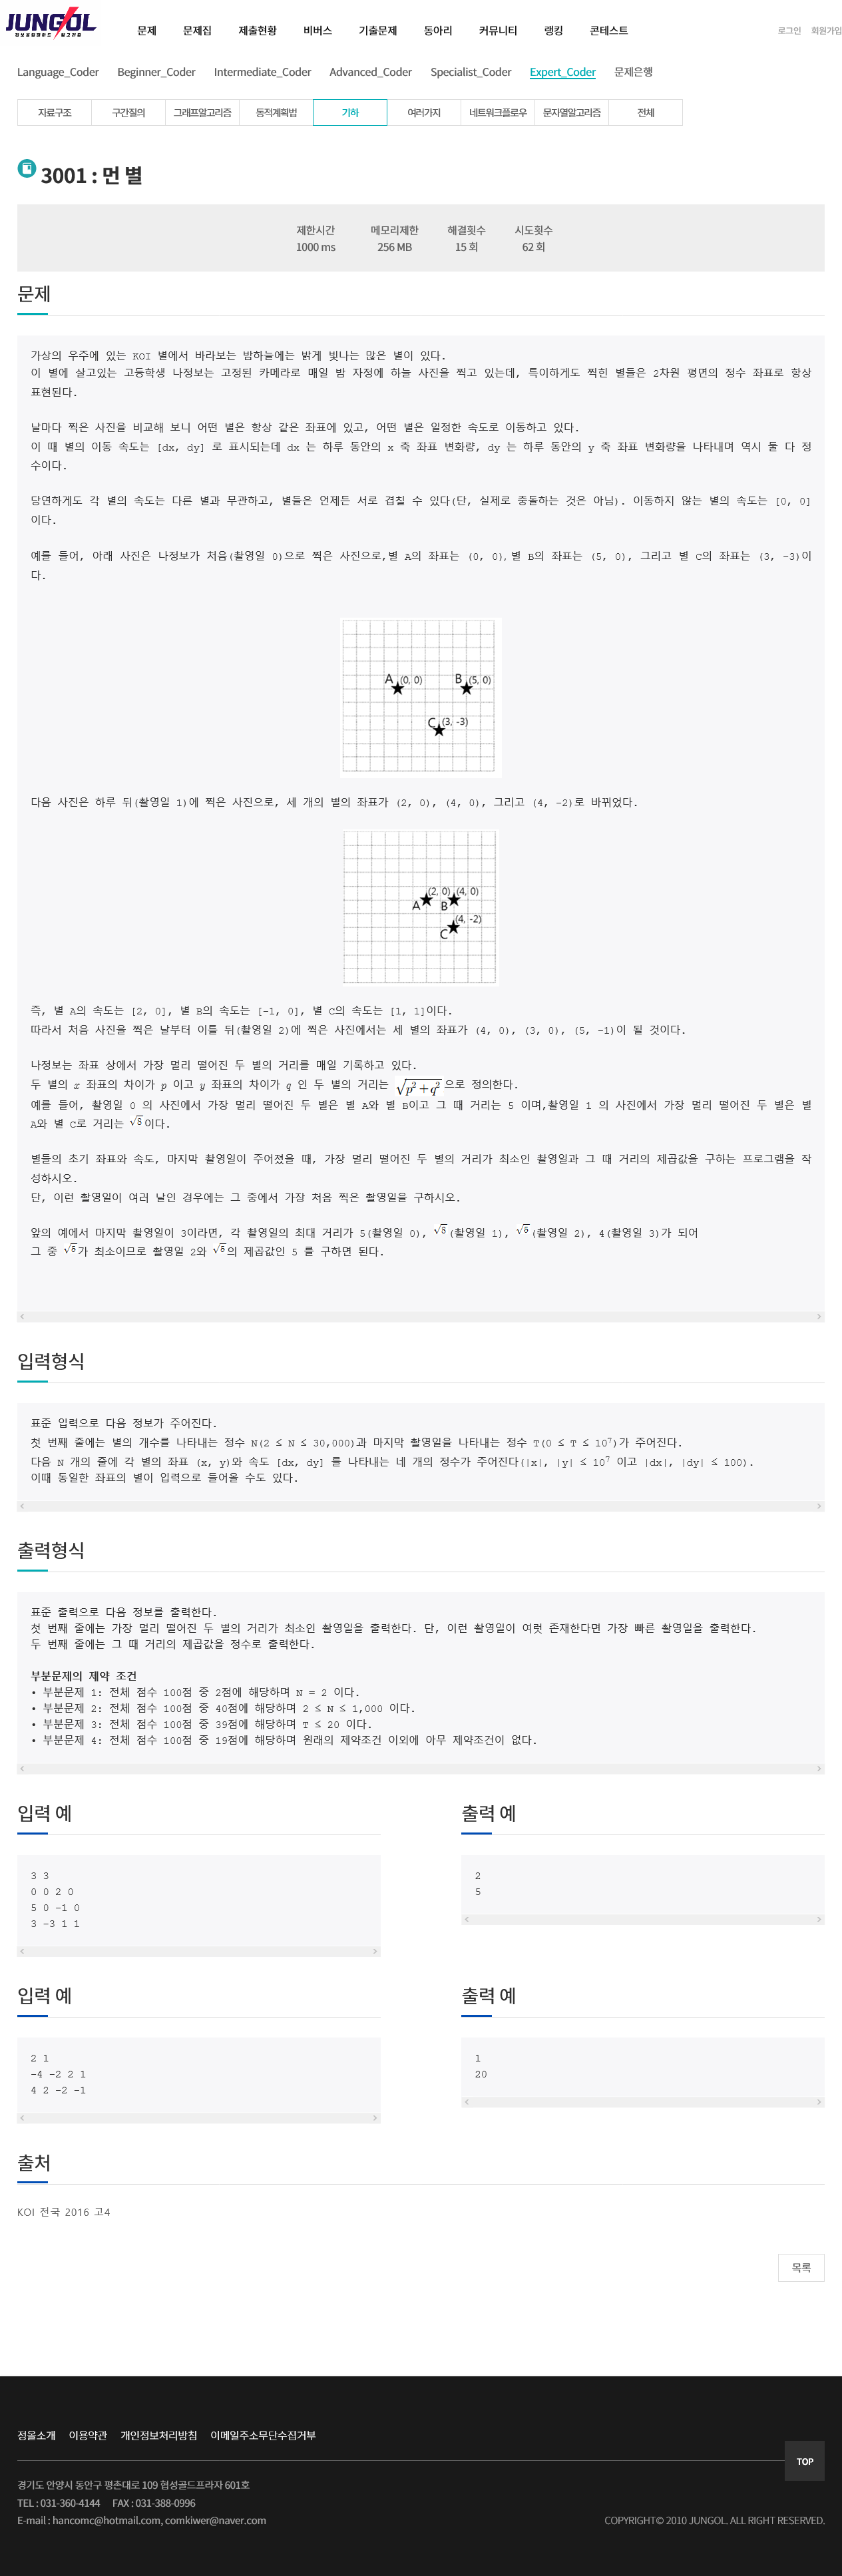 JUNGOL
정보올림피아드 & 알고리즘
문제 문제집 제출현황 비버스 기출문제 동아리 커뮤니티 랭킹 콘테스트
로그인 회원가입
Language_Coder Beginner_Coder Intermediate_Coder Advanced_Coder Specialist_Coder Expert_Coder 문제은행
자료구조 구간질의 그래프알고리즘 동적계획법 기하 여러가지 네트워크플로우 문자열알고리즘 전체
3001 : 먼 별
제한시간 메모리제한 해결횟수 시도횟수
1000 ms 256 MB 15 회 62 회
문제
가상의 우주에 있는 KOI 별에서 바라보는 밤하늘에는 밝게 빛나는 많은 별이 있다.
이 별에 살고있는 고등학생 나정보는 고정된 카메라로 매일 밤 자정에 하늘 사진을 찍고 있는데, 특이하게도 찍힌 별들은 2차원 평면의 정수 좌표로 항상
표현된다.
날마다 찍은 사진을 비교해 보니 어떤 별은 항상 같은 좌표에 있고, 어떤 별은 일정한 속도로 이동하고 있다.
이 때 별의 이동 속도는 [dx, dy] 로 표시되는데 dx 는 하루 동안의 x 축 좌표 변화량, dy 는 하루 동안의 y 축 좌표 변화량을 나타내며 역시 둘 다 정
수이다.
당연하게도 각 별의 속도는 다른 별과 무관하고, 별들은 언제든 서로 겹칠 수 있다(단, 실제로 충돌하는 것은 아님). 이동하지 않는 별의 속도는 [0, 0]
이다.
예를 들어, 아래 사진은 나정보가 처음(촬영일 0)으로 찍은 사진으로,별 A의 좌표는 (0, 0), 별 B의 좌표는 (5, 0), 그리고 별 C의 좌표는 (3, -3)이
다.
A (0, 0) B (5, 0)
C (3, -3)
다음 사진은 하루 뒤(촬영일 1)에 찍은 사진으로, 세 개의 별의 좌표가 (2, 0), (4, 0), 그리고 (4, -2)로 바뀌었다.
(2, 0) (4, 0)
A B
(4, -2)
C
즉, 별 A의 속도는 [2, 0], 별 B의 속도는 [-1, 0], 별 C의 속도는 [1, 1]이다.
따라서 처음 사진을 찍은 날부터 이틀 뒤(촬영일 2)에 찍은 사진에서는 세 별의 좌표가 (4, 0), (3, 0), (5, -1)이 될 것이다.
나정보는 좌표 상에서 가장 멀리 떨어진 두 별의 거리를 매일 기록하고 있다.
두 별의 x 좌표의 차이가 p 이고 y 좌표의 차이가 q 인 두 별의 거리는 √p²+q² 으로 정의한다.
예를 들어, 촬영일 0 의 사진에서 가장 멀리 떨어진 두 별은 별 A와 별 B이고 그 때 거리는 5 이며,촬영일 1 의 사진에서 가장 멀리 떨어진 두 별은 별
A와 별 C로 거리는 √8이다.
별들의 초기 좌표와 속도, 마지막 촬영일이 주어졌을 때, 가장 멀리 떨어진 두 별의 거리가 최소인 촬영일과 그 때 거리의 제곱값을 구하는 프로그램을 작
성하시오.
단, 이런 촬영일이 여러 날인 경우에는 그 중에서 가장 처음 찍은 촬영일을 구하시오.
앞의 예에서 마지막 촬영일이 3이라면, 각 촬영일의 최대 거리가 5(촬영일 0), √8(촬영일 1), √5(촬영일 2), 4(촬영일 3)가 되어
그 중 √5가 최소이므로 촬영일 2와 √5의 제곱값인 5 를 구하면 된다.
입력형식
표준 입력으로 다음 정보가 주어진다.
첫 번째 줄에는 별의 개수를 나타내는 정수 N(2 ≤ N ≤ 30,000)과 마지막 촬영일을 나타내는 정수 T(0 ≤ T ≤ 10⁷)가 주어진다.
다음 N 개의 줄에 각 별의 좌표 (x, y)와 속도 [dx, dy] 를 나타내는 네 개의 정수가 주어진다(|x|, |y| ≤ 10⁷ 이고 |dx|, |dy| ≤ 100).
이때 동일한 좌표의 별이 입력으로 들어올 수도 있다.
출력형식
표준 출력으로 다음 정보를 출력한다.
첫 번째 줄에는 가장 멀리 떨어진 두 별의 거리가 최소인 촬영일을 출력한다. 단, 이런 촬영일이 여럿 존재한다면 가장 빠른 촬영일을 출력한다.
두 번째 줄에는 그 때 거리의 제곱값을 정수로 출력한다.
부분문제의 제약 조건
• 부분문제 1: 전체 점수 100점 중 2점에 해당하며 N = 2 이다.
• 부분문제 2: 전체 점수 100점 중 40점에 해당하며 2 ≤ N ≤ 1,000 이다.
• 부분문제 3: 전체 점수 100점 중 39점에 해당하며 T ≤ 20 이다.
• 부분문제 4: 전체 점수 100점 중 19점에 해당하며 원래의 제약조건 이외에 아무 제약조건이 없다.
입력 예
3 3
0 0 2 0
5 0 -1 0
3 -3 1 1
출력 예
2
5
입력 예
2 1
-4 -2 2 1
4 2 -2 -1
출력 예
1
20
출처
KOI 전국 2016 고4
목록
정올소개 이용약관 개인정보처리방침 이메일주소무단수집거부
TOP
경기도 안양시 동안구 평촌대로 109 협성골드프라자 601호
TEL : 031-360-4144 FAX : 031-388-0996
E-mail : hancomc@hotmail.com, comkiwer@naver.com
COPYRIGHT© 2010 JUNGOL. ALL RIGHT RESERVED.